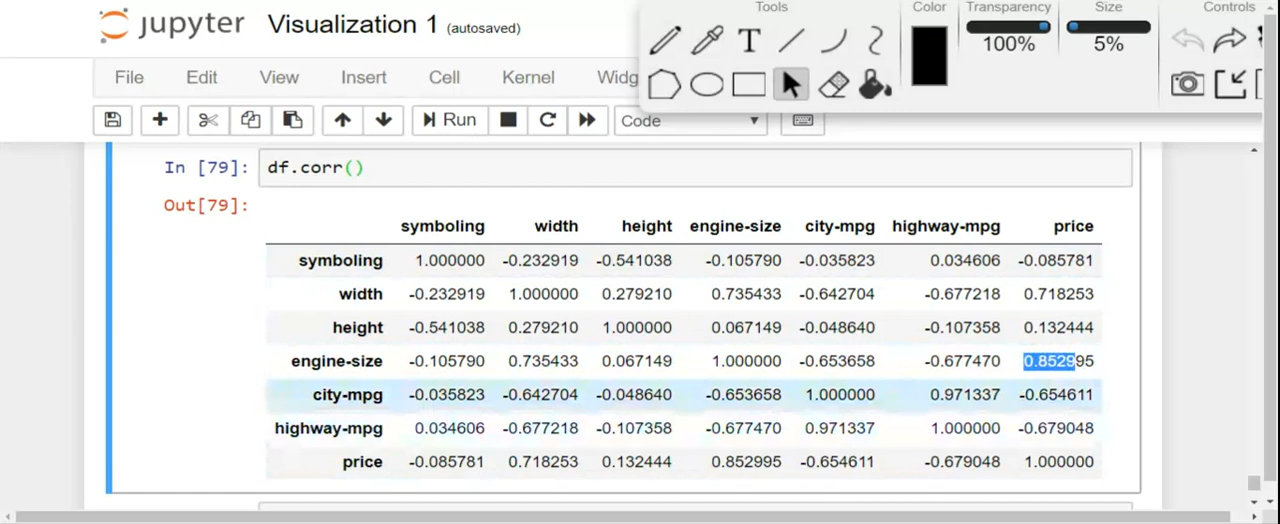 jupyter Visualization 1 (autosaved)
Tools Color Transparency Size Controls
100% 5%
T
File Edit View Insert Cell Kernel
Run Code
In [79]: df.corr()
Out[79]:
symboling width height engine-size city-mpg highway-mpg price
symboling 1.000000 -0.232919 -0.541038 -0.105790 -0.035823 0.034606 -0.085781
width -0.232919 1.000000 0.279210 0.735433 -0.642704 -0.677218 0.718253
height -0.541038 0.279210 1.000000 0.067149 -0.048640 -0.107358 0.132444
engine-size -0.105790 0.735433 0.067149 1.000000 -0.653658 -0.677470 0.852995
city-mpg -0.035823 -0.642704 -0.048640 -0.653658 1.000000 0.971337 -0.654611
highway-mpg 0.034606 -0.677218 -0.107358 -0.677470 0.971337 1.000000 -0.679048
price -0.085781 0.718253 0.132444 0.852995 -0.654611 -0.679048 1.000000